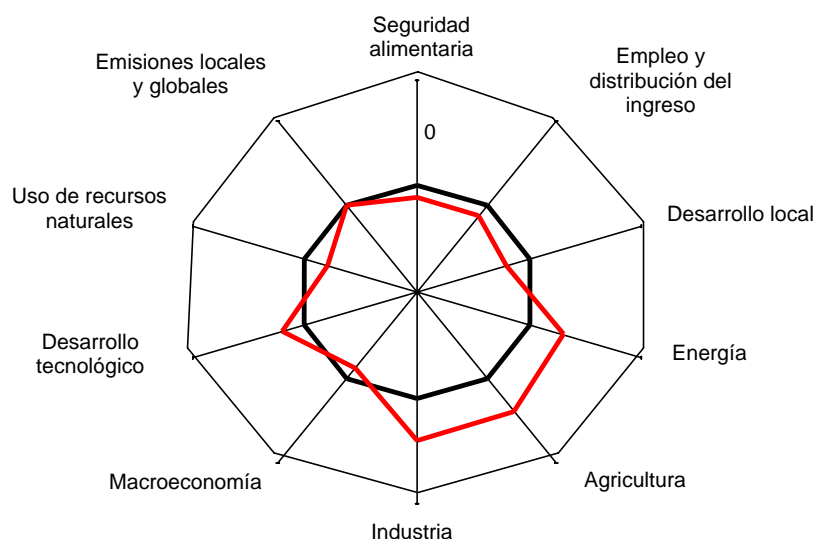 Seguridad
alimentaria
Empleo y
distribución del
ingreso
Emisiones locales
y globales
0
Uso de recursos
naturales
Desarrollo local
Desarrollo
tecnológico
Energía
Macroeconomía
Agricultura
Industria